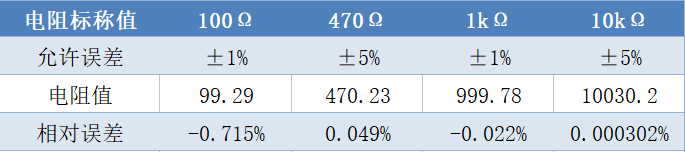 电阻标称值 100Ω 470Ω 1kΩ 10kΩ
允许误差 ±1% ±5% ±1% ±5%
电阻值 99.29 470.23 999.78 10030.2
相对误差 -0.715% 0.049% -0.022% 0.000302%